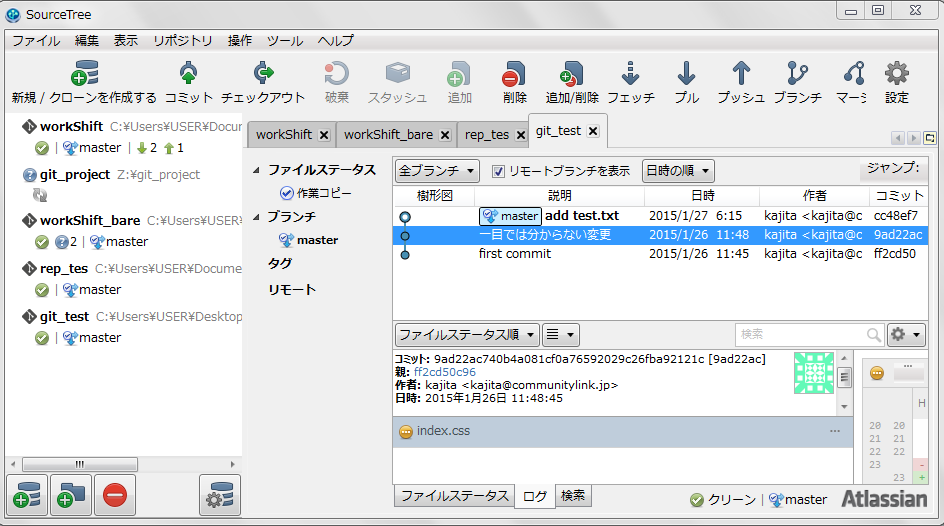 SourceTree
ファイル 編集 表示 リポジトリ 操作 ツール ヘルプ
新規 / クローンを作成する コミット チェックアウト 破棄 スタッシュ 追加 削除 追加/削除 フェッチ プル プッシュ ブランチ マージ 設定
workShift C:¥Users¥USER¥Docum
master 2 1
git_project Z:¥git_project
workShift_bare C:¥Users¥USER
2 master
rep_tes C:¥Users¥USER¥Docume
master
git_test C:¥Users¥USER¥Desktop
master
workShift workShift_bare rep_tes git_test
ファイルステータス
作業コピー
ブランチ
master
タグ
リモート
全ブランチ リモートブランチを表示 日時の順 ジャンプ:
樹形図 説明 日時 作者 コミット
master add test.txt 2015/1/27 6:15 kajita <kajita@c cc48ef7
一目では分からない変更 2015/1/26 11:48 kajita <kajita@c 9ad22ac
first commit 2015/1/26 11:45 kajita <kajita@c ff2cd50
ファイルステータス順 検索
コミット: 9ad22ac740b4a081cf0a76592029c26fba92121c [9ad22ac]
親: ff2cd50c96
作者: kajita <kajita@communitylink.jp>
日時: 2015年1月26日 11:48:45
index.css ...
...
H
20 20
21 21
22 22
23 -
23 +
ファイルステータス ログ 検索
クリーン master Atlassian